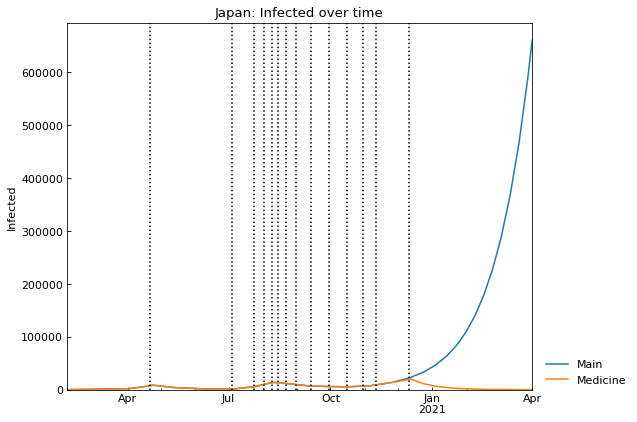 Japan: Infected over time
Infected
600000
500000
400000
300000
200000
100000
0
Apr
Jul
Oct
Jan
2021
Apr
Main
Medicine